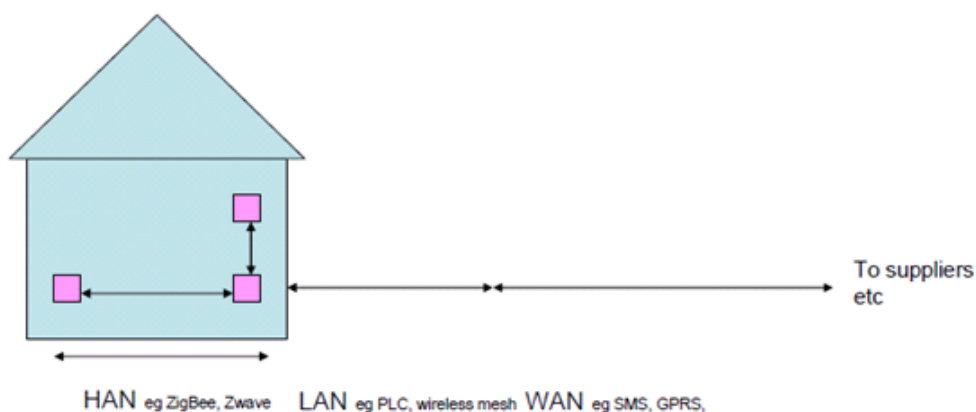 To suppliers
etc
HAN eg ZigBee, Zwave LAN eg PLC, wireless mesh WAN eg SMS, GPRS,